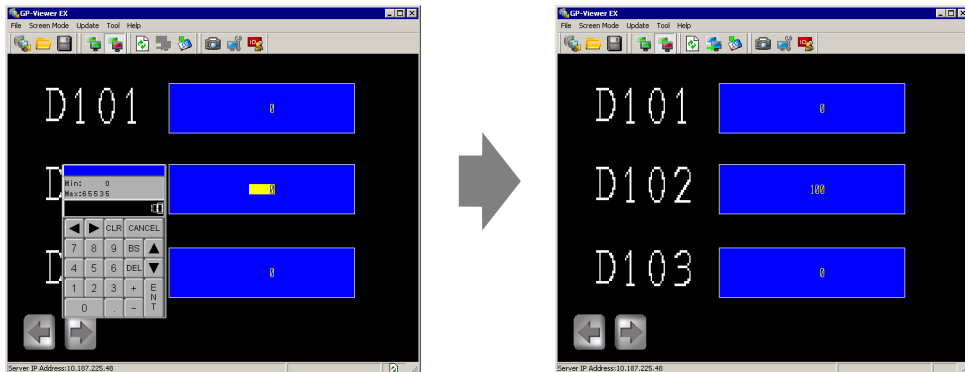 GP-Viewer EX
File Screen Mode Update Tool Help
D101
0
D
0
Min: 0
Max:65535
100
CLR CANCEL
7 8 9 BS
4 5 6 DEL
1 2 3 + ENT
0 . -
D
0
Server IP Address:10.187.225.48
GP-Viewer EX
File Screen Mode Update Tool Help
D101
0
D102
100
D103
0
Server IP Address:10.187.225.48